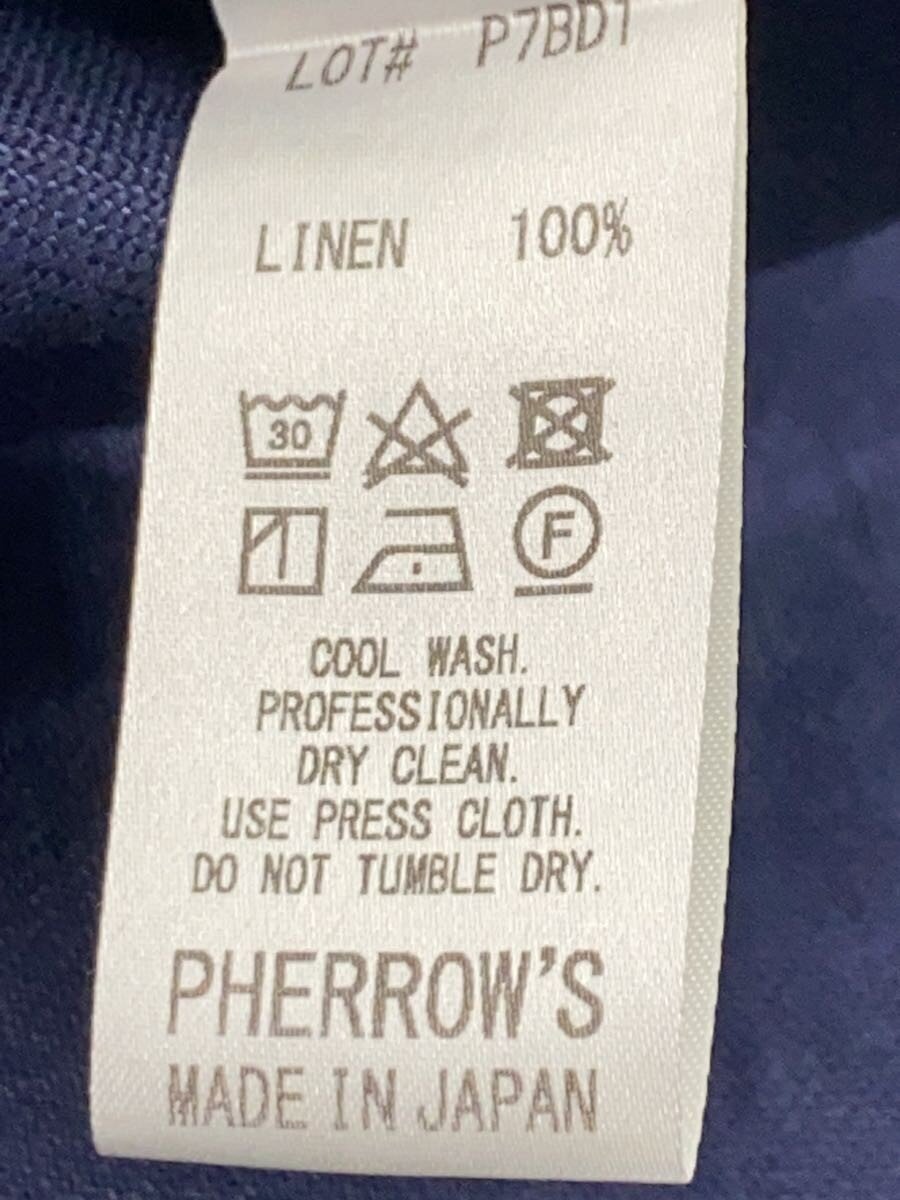 LOT# P7BD1
LINEN 100%
30
F
COOL WASH.
PROFESSIONALLY
DRY CLEAN.
USE PRESS CLOTH.
DO NOT TUMBLE DRY.
PHERROW'S
MADE IN JAPAN